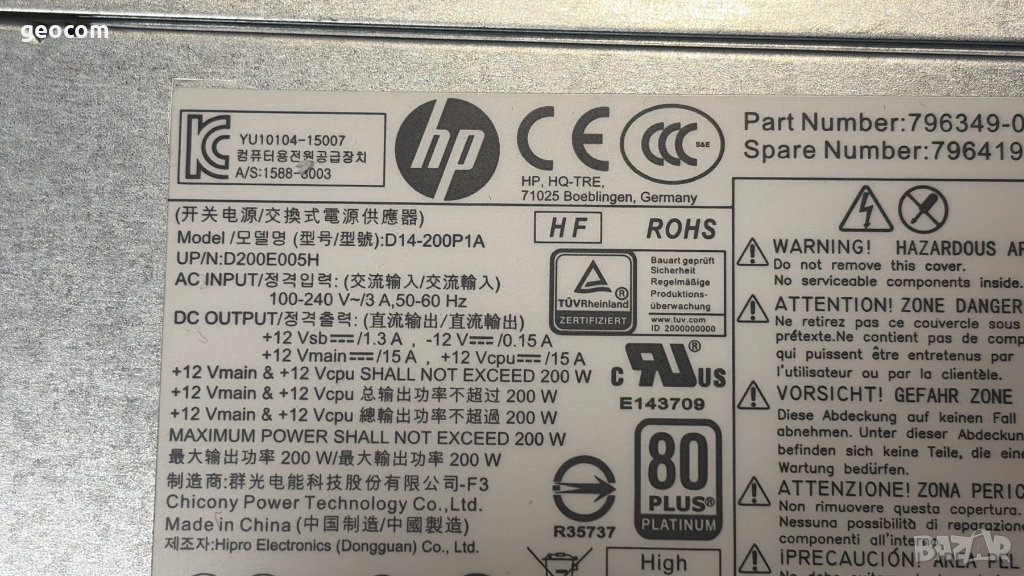 geocom
YU10104-15007
컴퓨터용전원공급장치
A/S:1588-3003
hp
CE
CCC
S&E
HP, HQ-TRE,
71025 Boeblingen, Germany
Part Number:796349-0
Spare Number:796419
(开关电源/交換式電源供應器)
Model /모델명 (型号/型號):D14-200P1A
UP/N:D200E005H
AC INPUT/정격입력: (交流输入/交流輸入)
100-240 V~/3 A,50-60 Hz
DC OUTPUT/정격출력: (直流输出/直流輸出)
+12 Vsb⎓/1.3 A , -12 V⎓/0.15 A
+12 Vmain⎓/15 A , +12 Vcpu⎓/15 A
+12 Vmain & +12 Vcpu SHALL NOT EXCEED 200 W
+12 Vmain & +12 Vcpu 总输出功率不超过 200 W
+12 Vmain & +12 Vcpu 總輸出功率不超過 200 W
MAXIMUM POWER SHALL NOT EXCEED 200 W
最大输出功率 200 W/最大輸出功率 200 W
制造商: 群光电能科技股份有限公司-F3
Chicony Power Technology Co.,Ltd.
Made in China (中国制造/中國製造)
제조자:Hipro Electronics (Dongguan) Co., Ltd.
HF
ROHS
TÜVRheinland
ZERTIFIZIERT
Bauart geprüft
Sicherheit
Regelmäßige
Produktions-
überwachung
www.tuv.com
ID 2000000000
c RU US
E143709
R35737
80
PLUS
PLATINUM
High
WARNING! HAZARDOUS AR
Do not remove this cover.
No serviceable components inside.
ATTENTION! ZONE DANGER
Ne retirez pas ce couvercle sous
prétexte.Ne contient pas de comp
qui puissent être entretenus par
l'utilisateur ou par la clientèle.
VORSICHT! GEFAHR ZONE
Diese Abdeckung auf keinen Fall
abnehmen. Unter dieser Abdeckun
befinden sich keine Teile, die eine
Wartung bedürfen.
ATTENZIONE! ZONA PERIC
Non rimuovere questa copertura.
Nessuna possibilità di reparazione
componenti all'interno.
¡PRECAUCIÓN! ÁREA PEL
BAZAR